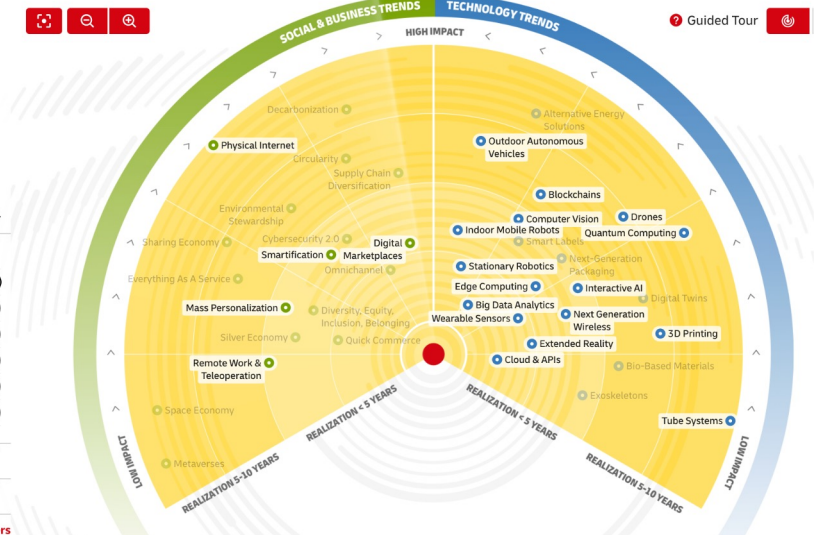 SOCIAL & BUSINESS TRENDS
TECHNOLOGY TRENDS
Guided Tour
HIGH IMPACT
Decarbonization
Alternative Energy
Solutions
Physical Internet
Outdoor Autonomous
Vehicles
Circularity
Supply Chain
Diversification
Blockchains
Environmental
Stewardship
Computer Vision
Drones
Indoor Mobile Robots
Quantum Computing
Sharing Economy
Cybersecurity 2.0
Digital
Marketplaces
Smart Labels
Smartification
Omnichannel
Stationary Robotics
Next-Generation
Packaging
Everything As A Service
Edge Computing
Interactive AI
Digital Twins
Mass Personalization
Diversity, Equity,
Inclusion, Belonging
Big Data Analytics
Wearable Sensors
Next Generation
Wireless
Silver Economy
Quick Commerce
Extended Reality
3D Printing
Remote Work &
Teleoperation
Cloud & APIs
Bio-Based Materials
Exoskeletons
Space Economy
Tube Systems
REALIZATION < 5 YEARS
REALIZATION < 5 YEARS
LOW IMPACT
LOW IMPACT
Metaverses
REALIZATION 5-10 YEARS
REALIZATION 5-10 YEARS
rs